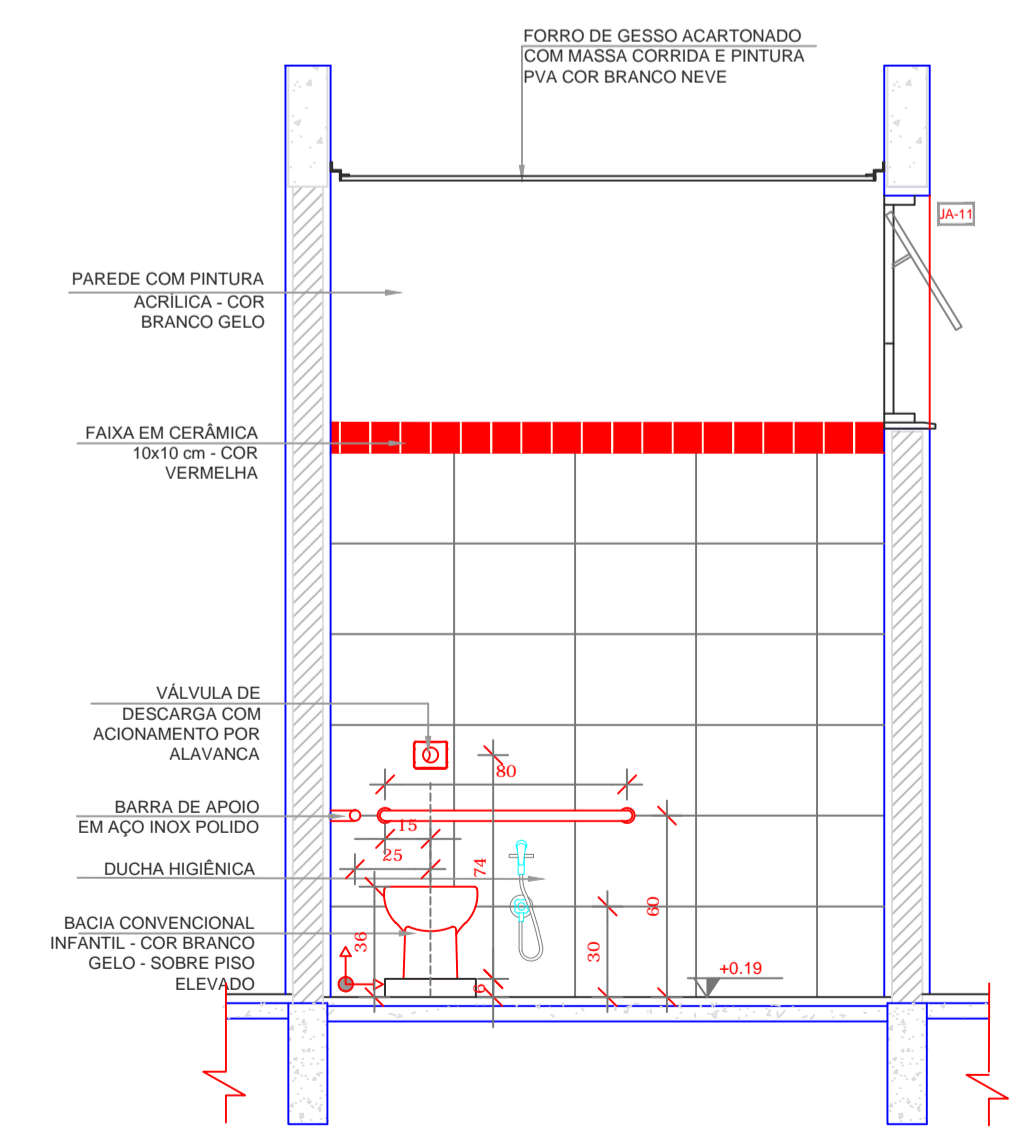 FORRO DE GESSO ACARTONADO
COM MASSA CORRIDA E PINTURA
PVA COR BRANCO NEVE
JA-11
PAREDE COM PINTURA
ACRÍLICA - COR
BRANCO GELO
FAIXA EM CERÂMICA
10x10 cm - COR
VERMELHA
VÁLVULA DE
DESCARGA COM
ACIONAMENTO POR
ALAVANCA
80
BARRA DE APOIO
EM AÇO INOX POLIDO
15
25
74
DUCHA HIGIÊNICA
60
BACIA CONVENCIONAL
INFANTIL - COR BRANCO
GELO - SOBRE PISO
ELEVADO
36
30
6
+0.19